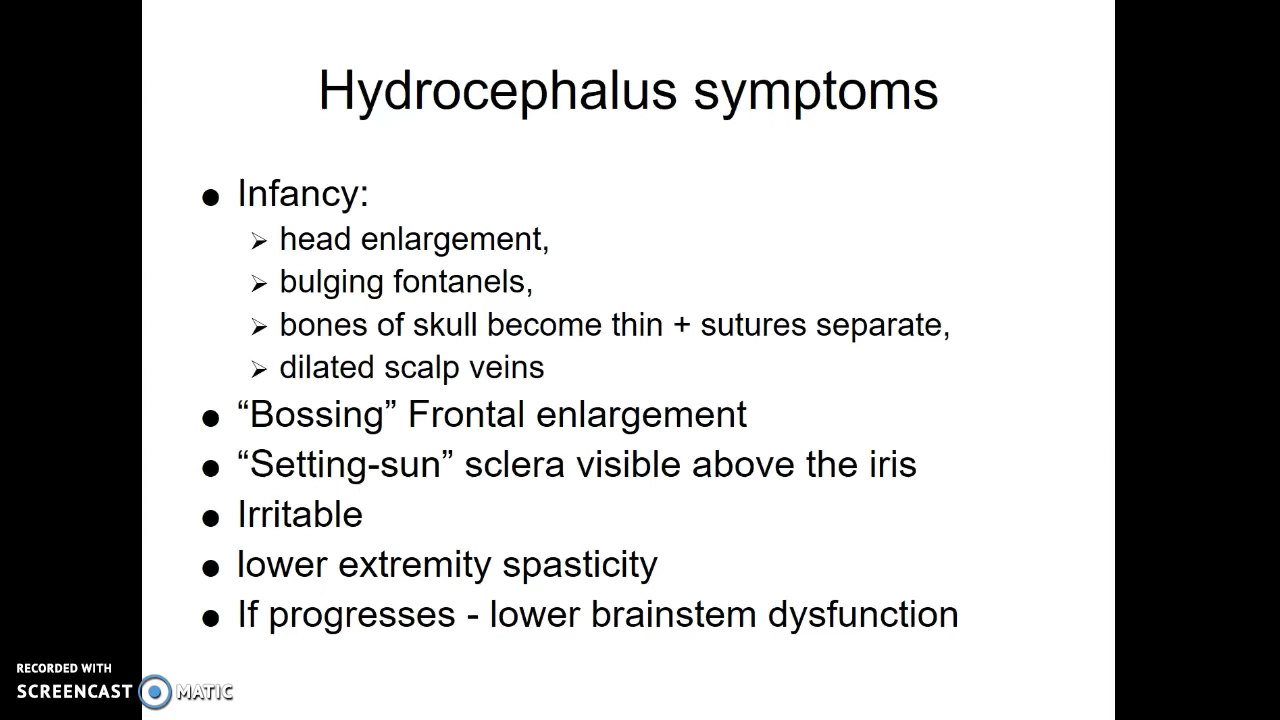 Hydrocephalus symptoms
● Infancy:
➢ head enlargement,
➢ bulging fontanels,
➢ bones of skull become thin + sutures separate,
➢ dilated scalp veins
● “Bossing” Frontal enlargement
● “Setting-sun” sclera visible above the iris
● Irritable
● lower extremity spasticity
● If progresses - lower brainstem dysfunction
RECORDED WITH
SCREENCAST MATIC